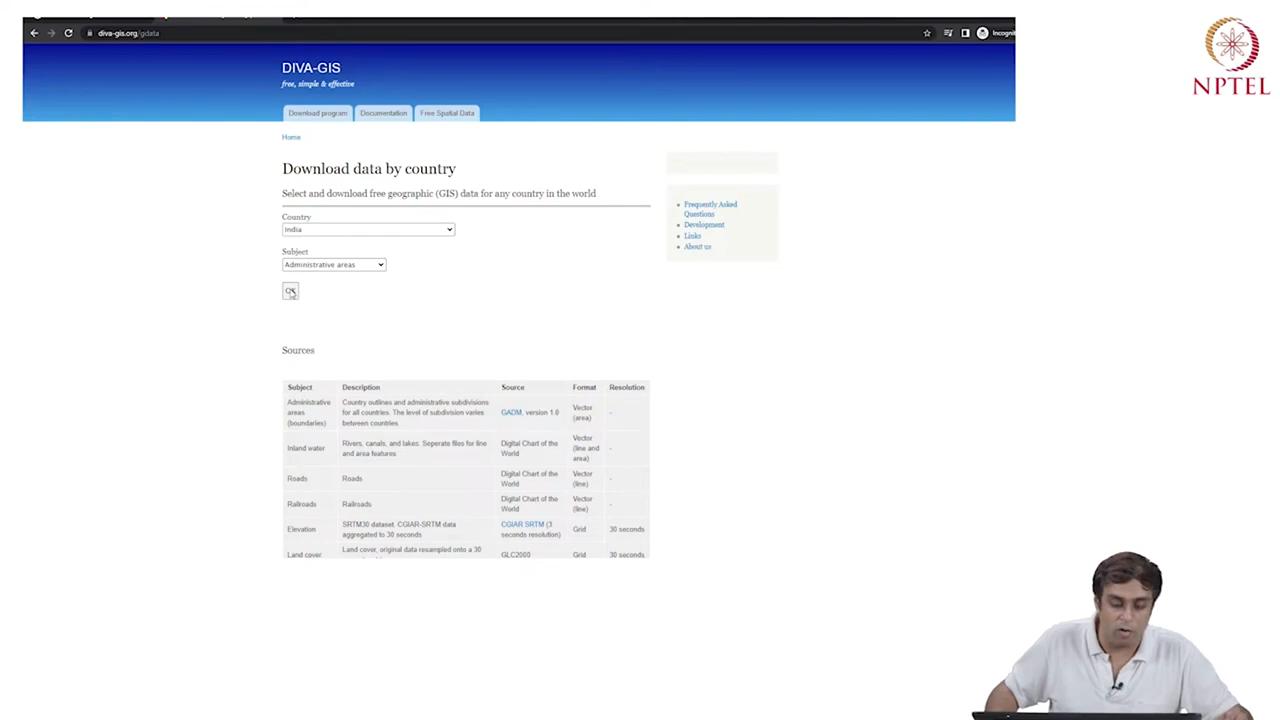 diva-gis.org/gdata
Incognit
NPTEL
DIVA-GIS
free, simple & effective
Download program
Documentation
Free Spatial Data
Home
Download data by country
Select and download free geographic (GIS) data for any country in the world
Country
India
Subject
Administrative areas
Frequently Asked
Questions
Development
Links
About us
Sources
Subject Description Source Format Resolution
Administrative
areas
(boundaries)
Country outlines and administrative subdivisions
for all countries. The level of subdivision varies
between countries
GADM, version 1.0
Vector
(area)
-
Inland water
Rivers, canals, and lakes. Seperate files for line
and area features
Digital Chart of the
World
Vector
(line and
area)
-
Roads
Roads
Digital Chart of the
World
Vector
(line)
-
Railroads
Railroads
Digital Chart of the
World
Vector
(line)
-
Elevation
SRTM30 dataset. CGIAR-SRTM data
aggregated to 30 seconds
CGIAR SRTM (3
seconds resolution)
Grid
30 seconds
Land cover
Land cover, original data resampled onto a 30
GLC2000
Grid
30 seconds